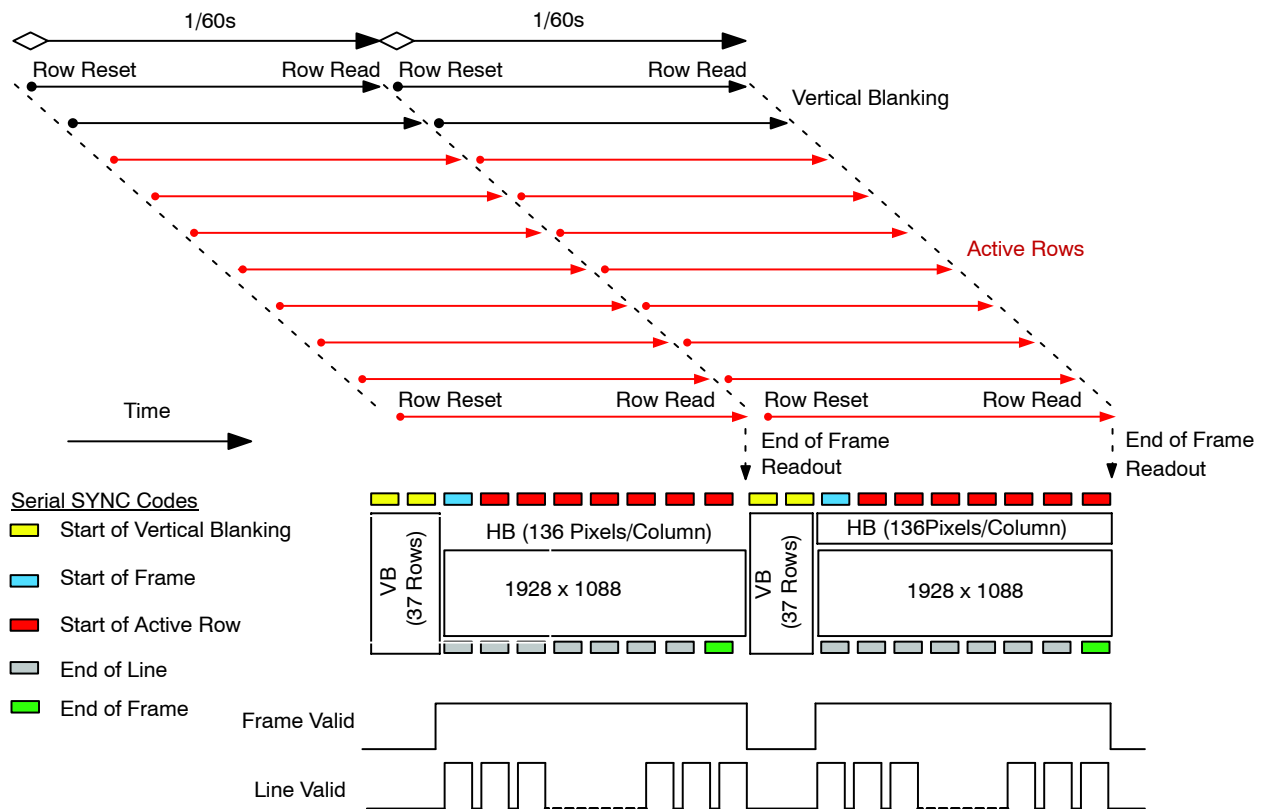 1/60s
1/60s
Row Reset
Row Read
Row Reset
Row Read
Vertical Blanking
Active Rows
Row Reset
Row Read
Row Reset
Row Read
Time
End of Frame
Readout
End of Frame
Readout
Serial SYNC Codes
Start of Vertical Blanking
Start of Frame
Start of Active Row
End of Line
End of Frame
VB
(37 Rows)
HB (136 Pixels/Column)
1928 x 1088
VB
(37 Rows)
HB (136Pixels/Column)
1928 x 1088
Frame Valid
Line Valid